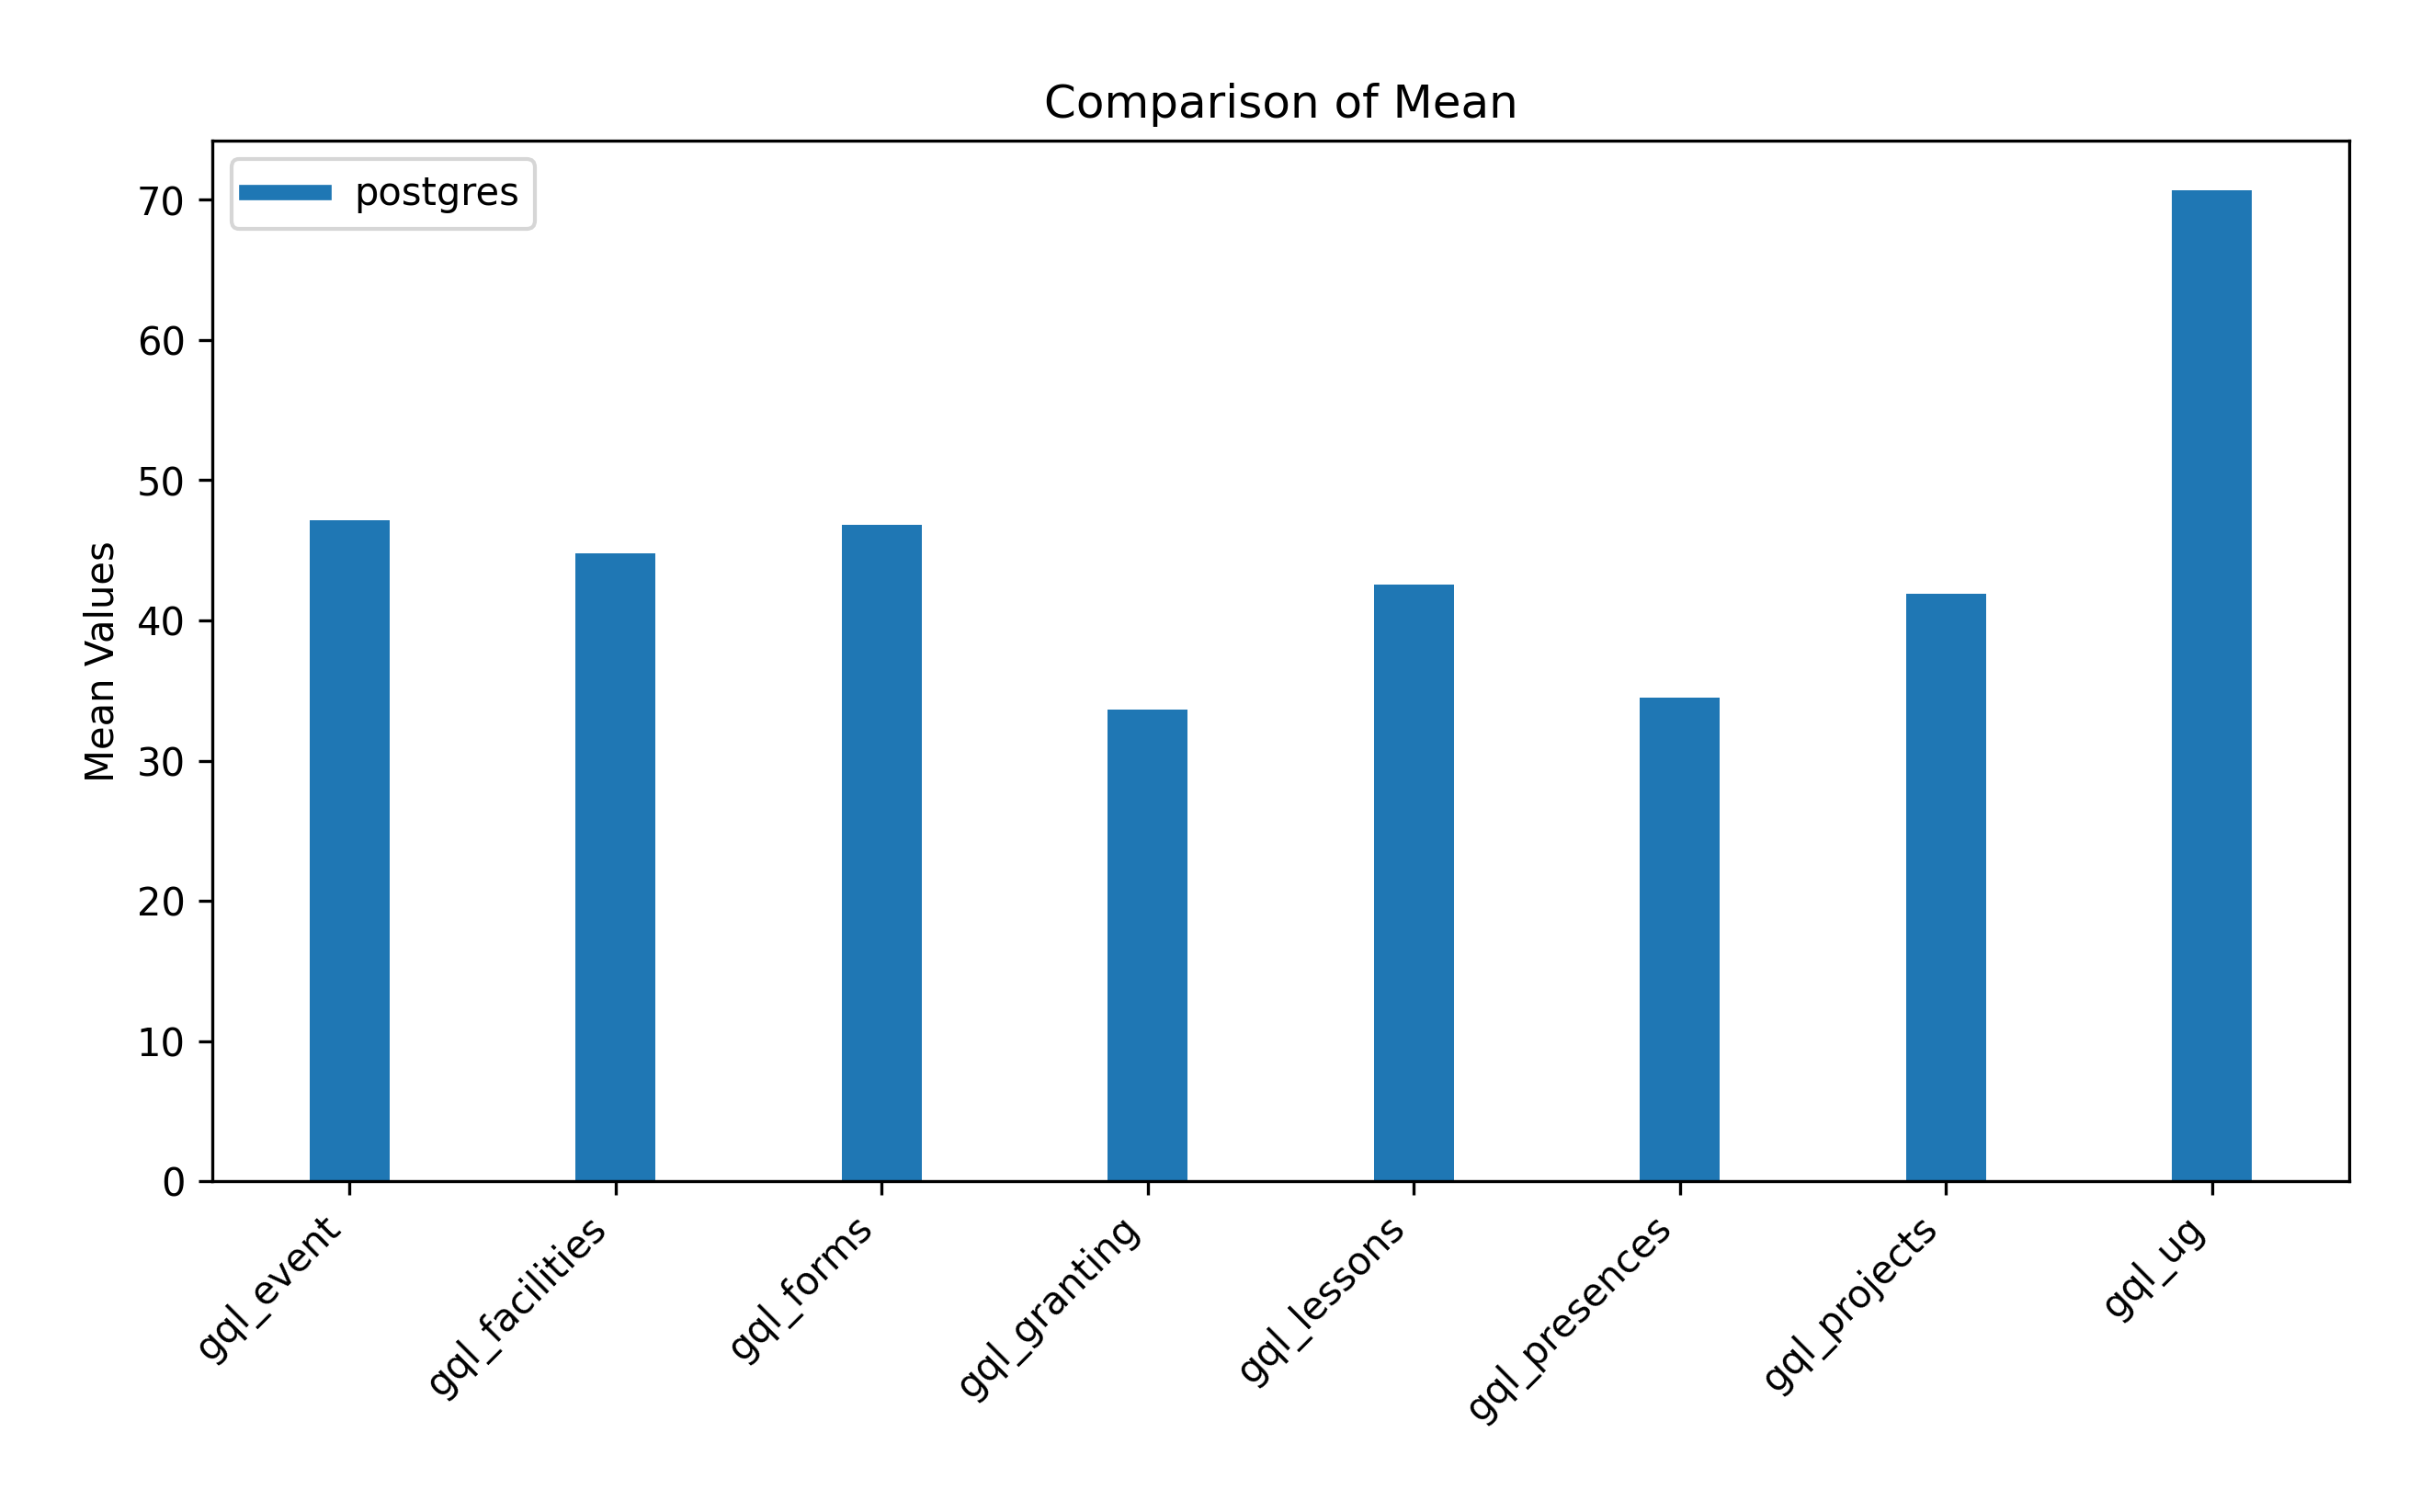 Comparison of Mean
postgres
Mean Values
70
60
50
40
30
20
10
0
gql_event
gql_facilities
gql_forms
gql_granting
gql_lessons
gql_presences
gql_projects
gql_ug